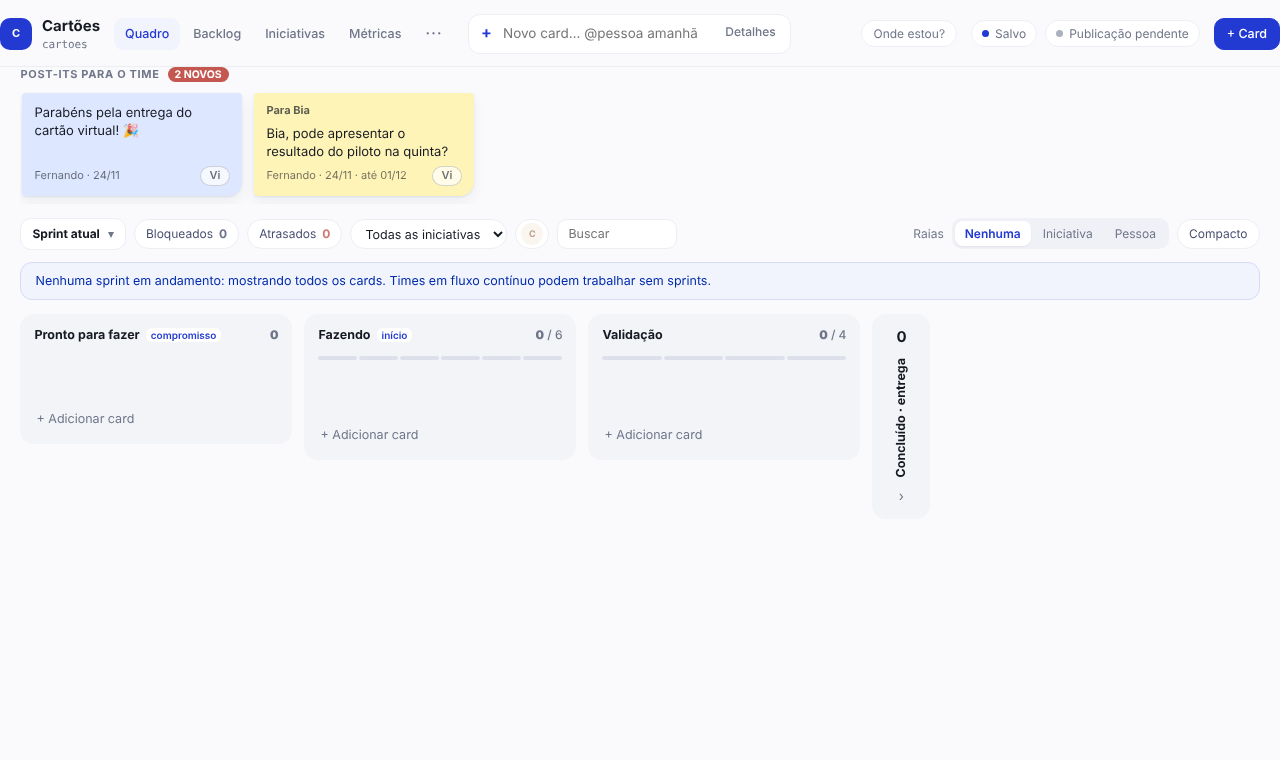 C
Cartões
cartoes
Quadro
Backlog
Iniciativas
Métricas
···
+
Novo card... @pessoa amanhã
Detalhes
Onde estou?
Salvo
Publicação pendente
+ Card
POST-ITS PARA O TIME
2 NOVOS
Parabéns pela entrega do
cartão virtual! 🎉
Fernando · 24/11
Vi
Para Bia
Bia, pode apresentar o
resultado do piloto na quinta?
Fernando · 24/11 · até 01/12
Vi
Sprint atual ▾
Bloqueados 0
Atrasados 0
Todas as iniciativas
C
Buscar
Raias
Nenhuma
Iniciativa
Pessoa
Compacto
Nenhuma sprint em andamento: mostrando todos os cards. Times em fluxo contínuo podem trabalhar sem sprints.
Pronto para fazer compromisso 0
+ Adicionar card
Fazendo início 0 / 6
+ Adicionar card
Validação 0 / 4
+ Adicionar card
0
Concluído · entrega
›